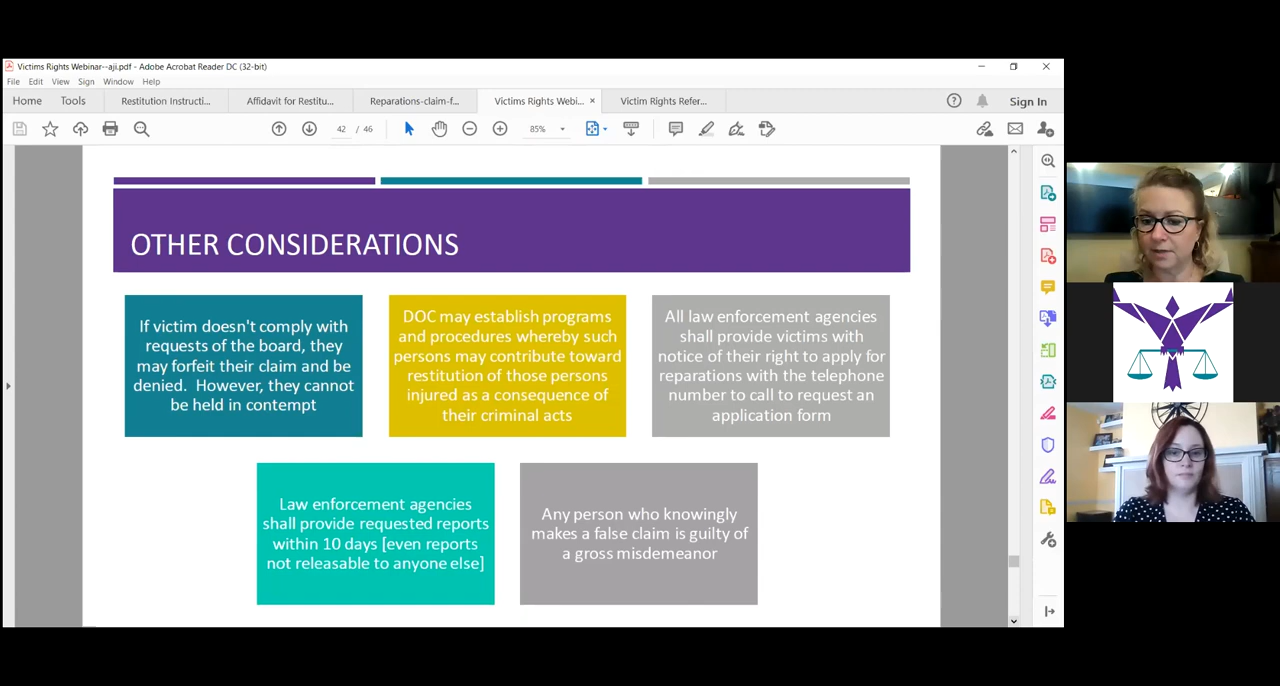 Victims Rights Webinar--aji.pdf - Adobe Acrobat Reader DC (32-bit)
File Edit View Sign Window Help
Home Tools Restitution Instructi... Affidavit for Restitu... Reparations-claim-f... Victims Rights Webi... × Victim Rights Refer... Sign In
42 / 46 85%
OTHER CONSIDERATIONS
If victim doesn't comply with
requests of the board, they
may forfeit their claim and be
denied. However, they cannot
be held in contempt
DOC may establish programs
and procedures whereby such
persons may contribute toward
restitution of those persons
injured as a consequence of
their criminal acts
All law enforcement agencies
shall provide victims with
notice of their right to apply for
reparations with the telephone
number to call to request an
application form
Law enforcement agencies
shall provide requested reports
within 10 days [even reports
not releasable to anyone else]
Any person who knowingly
makes a false claim is guilty of
a gross misdemeanor